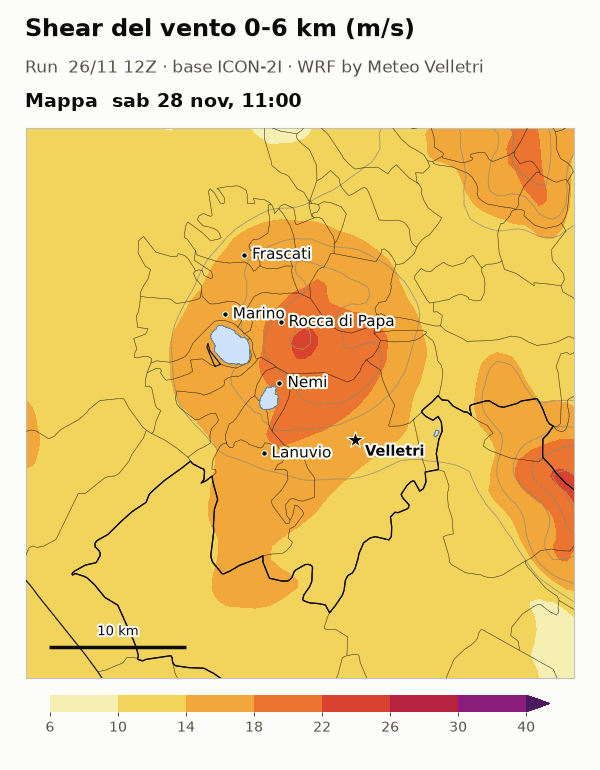 Shear del vento 0-6 km (m/s)
Run  26/11 12Z · base ICON-2I · WRF by Meteo Velletri
Mappa  sab 28 nov, 11:00
Frascati
Marino
Rocca di Papa
Nemi
Velletri
Lanuvio
10 km
6 10 14 18 22 26 30 40